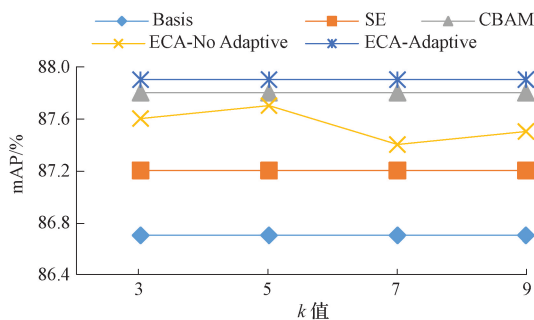 Basis SE CBAM
ECA-No Adaptive ECA-Adaptive
mAP/%
88.0
87.6
87.2
86.8
86.4
3 5 7 9
k 值